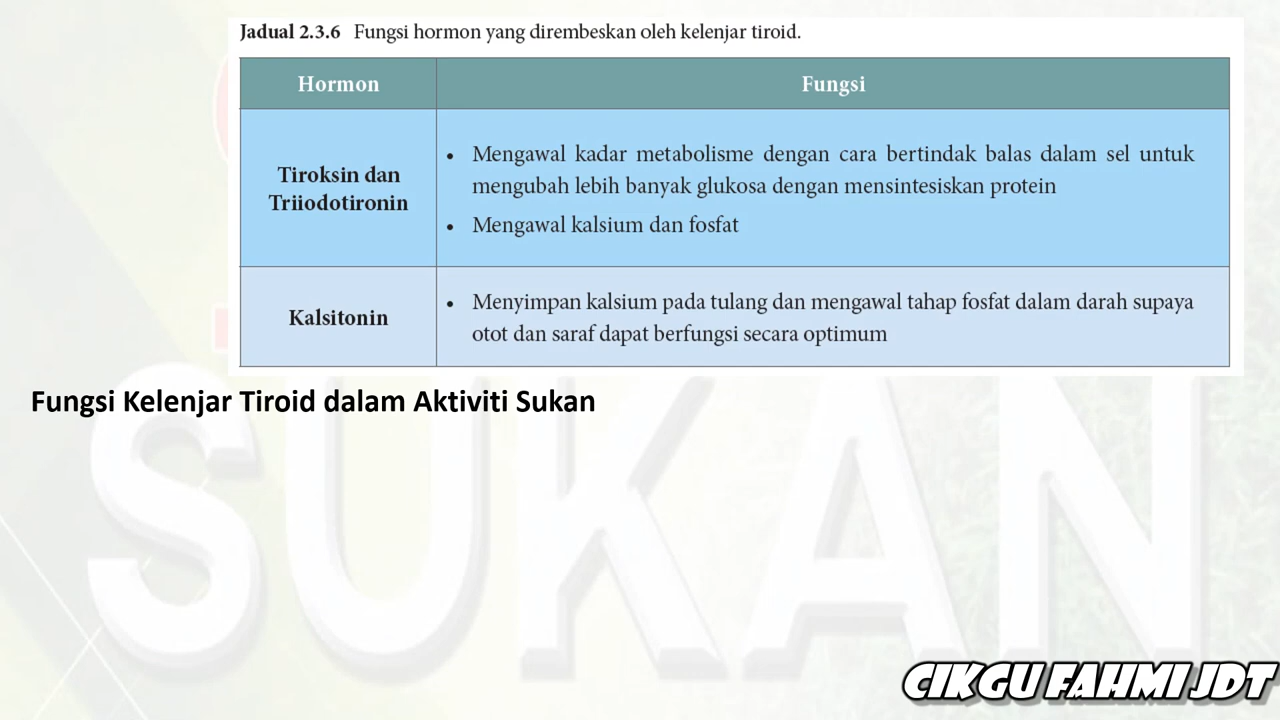 Jadual 2.3.6 Fungsi hormon yang dirembeskan oleh kelenjar tiroid.
Hormon
Fungsi
Tiroksin dan
Triiodotironin
• Mengawal kadar metabolisme dengan cara bertindak balas dalam sel untuk
mengubah lebih banyak glukosa dengan mensintesiskan protein
• Mengawal kalsium dan fosfat
Kalsitonin
• Menyimpan kalsium pada tulang dan mengawal tahap fosfat dalam darah supaya
otot dan saraf dapat berfungsi secara optimum
Fungsi Kelenjar Tiroid dalam Aktiviti Sukan
SUKAN
CIKGU FAHMI JDT